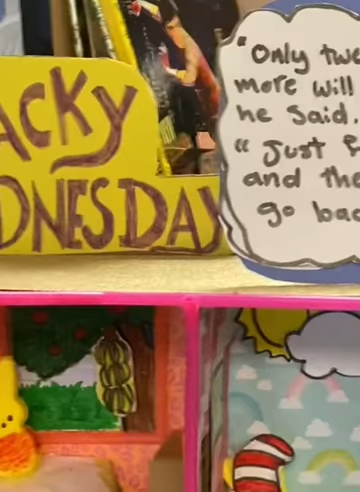 ACKY
DNESDAY
"Only twe
more will
he said.
" Just f
and the
go bac